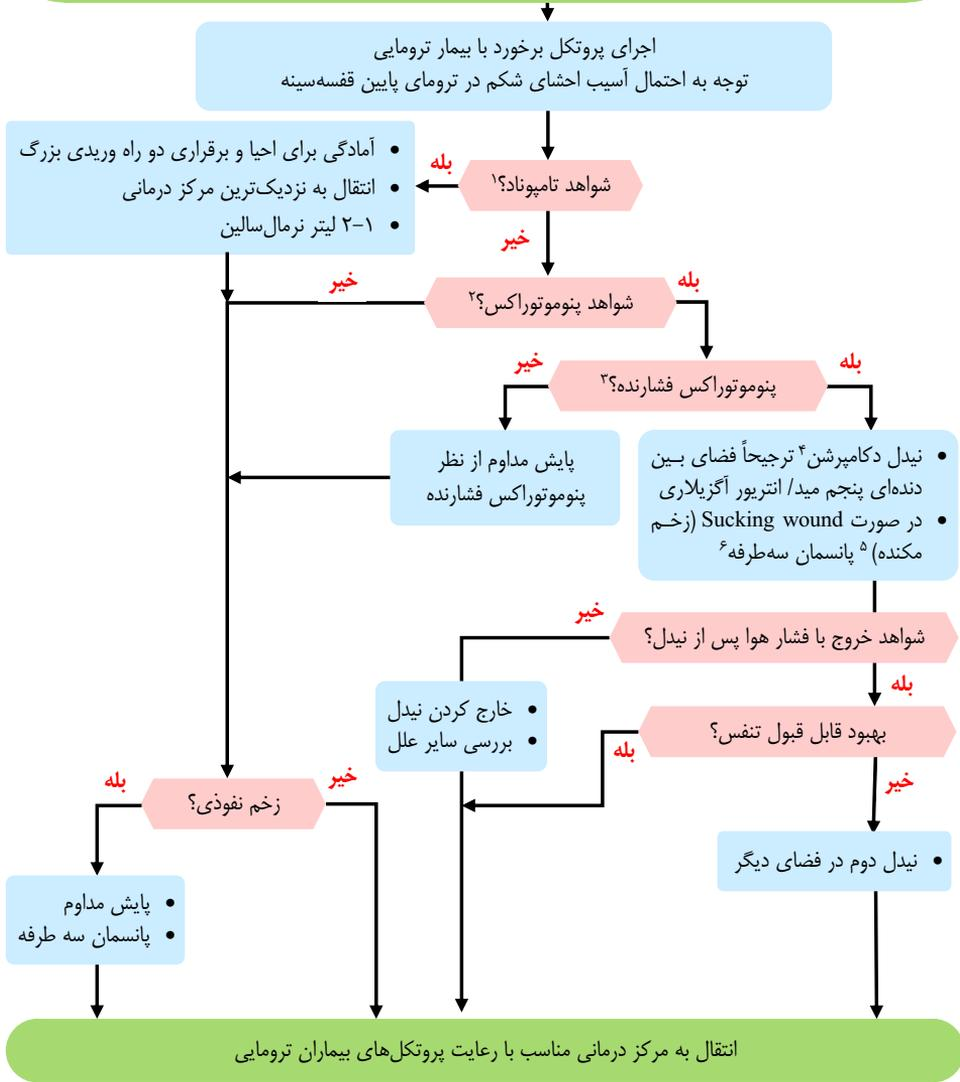 اجرای پروتکل برخورد با بیمار ترومایی
توجه به احتمال آسیب احشای شکم در ترومای پایین قفسه‌سینه
شواهد تامپوناد؟۱
بله
• آمادگی برای احیا و برقراری دو راه وریدی بزرگ
• انتقال به نزدیک‌ترین مرکز درمانی
• ۱-۲ لیتر نرمال‌سالین
خیر
شواهد پنوموتوراکس؟۲
بله
خیر
پنوموتوراکس فشارنده؟۳
بله
خیر
• نیدل دکامپرشن۴ ترجیحاً فضای بین
دنده‌ای پنجم مید/ انتریور آگزیلاری
• در صورت Sucking wound (زخم
مکنده)۵ پانسمان سه‌طرفه۶
پایش مداوم از نظر
پنوموتوراکس فشارنده
شواهد خروج با فشار هوا پس از نیدل؟
خیر
بله
• خارج کردن نیدل
• بررسی سایر علل
بهبود قابل قبول تنفس؟
بله
خیر
• نیدل دوم در فضای دیگر
زخم نفوذی؟
خیر
بله
• پایش مداوم
• پانسمان سه طرفه
انتقال به مرکز درمانی مناسب با رعایت پروتکل‌های بیماران ترومایی